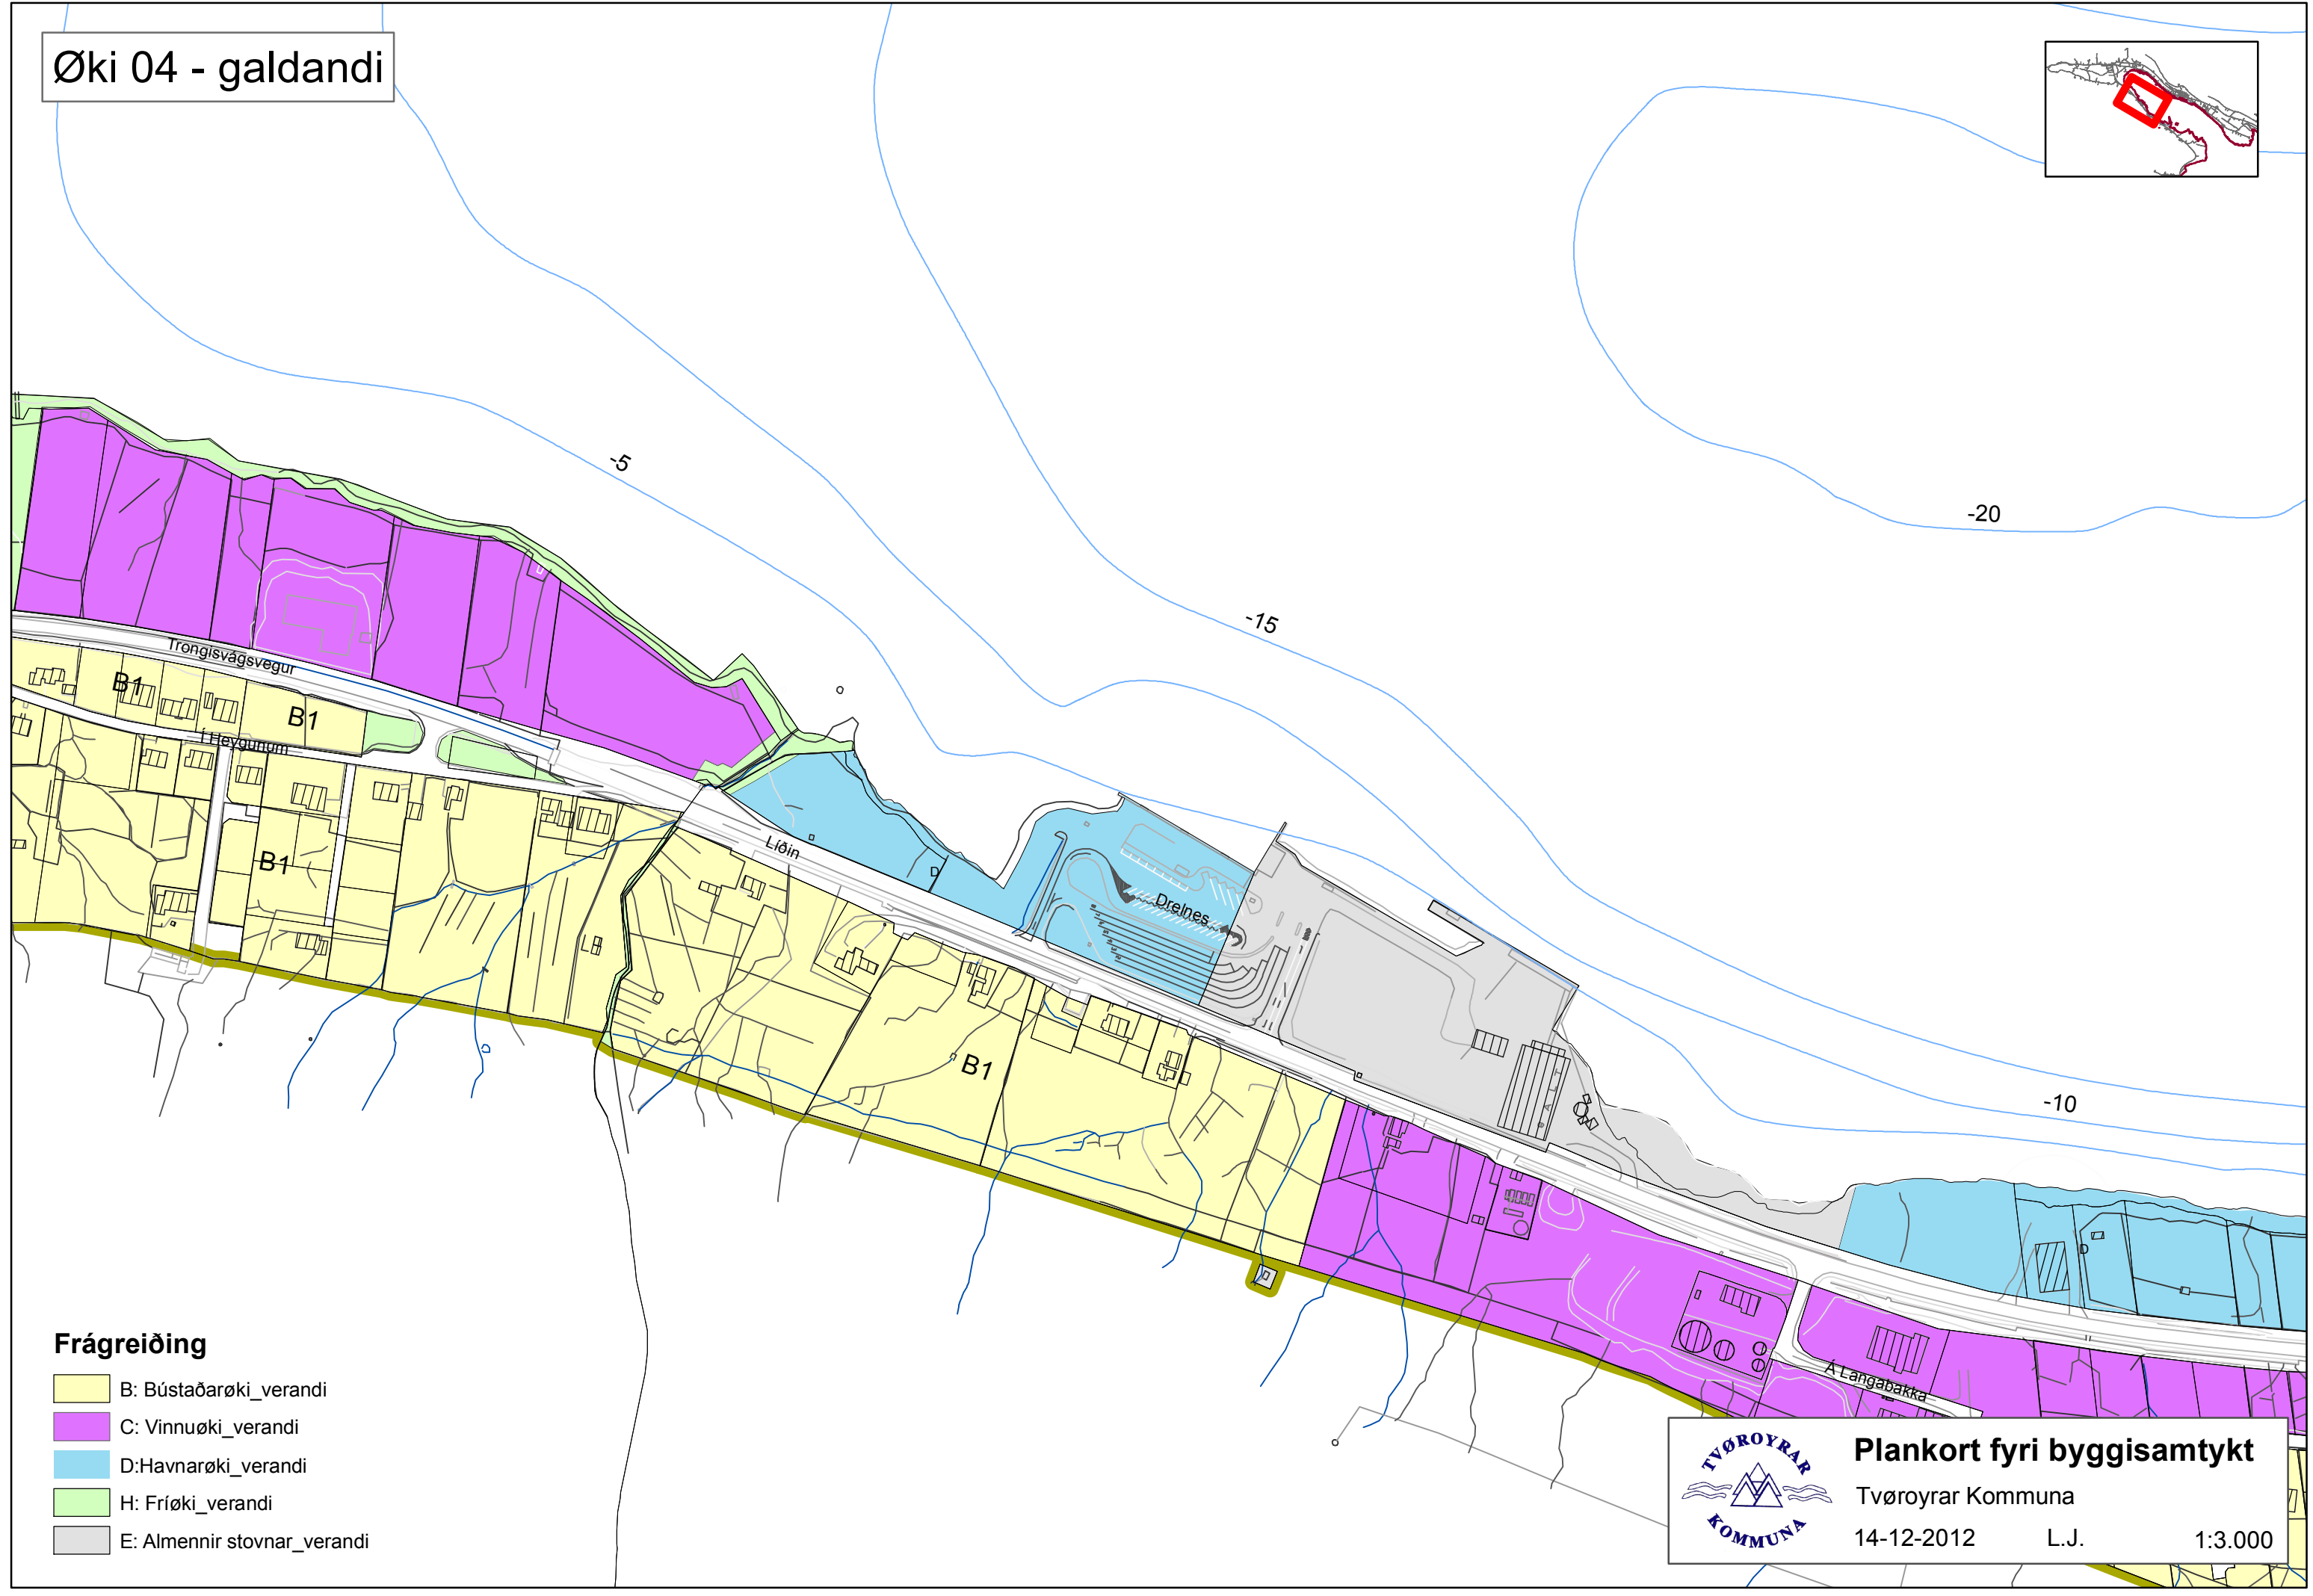 Øki 04 - galdandi
-5
-20
-15
Trongisvágsvegur
B1
B1
Í Heygunum
B1
Líðin
D
Drelnes
B1
-10
D
Á Langabakka
Frágreiðing
B: Bústaðarøki_verandi
C: Vinnuøki_verandi
D:Havnarøki_verandi
H: Fríøki_verandi
E: Almennir stovnar_verandi
TVØROYRAR
KOMMUNA
Plankort fyri byggisamtykt
Tvøroyrar Kommuna
14-12-2012 L.J. 1:3.000